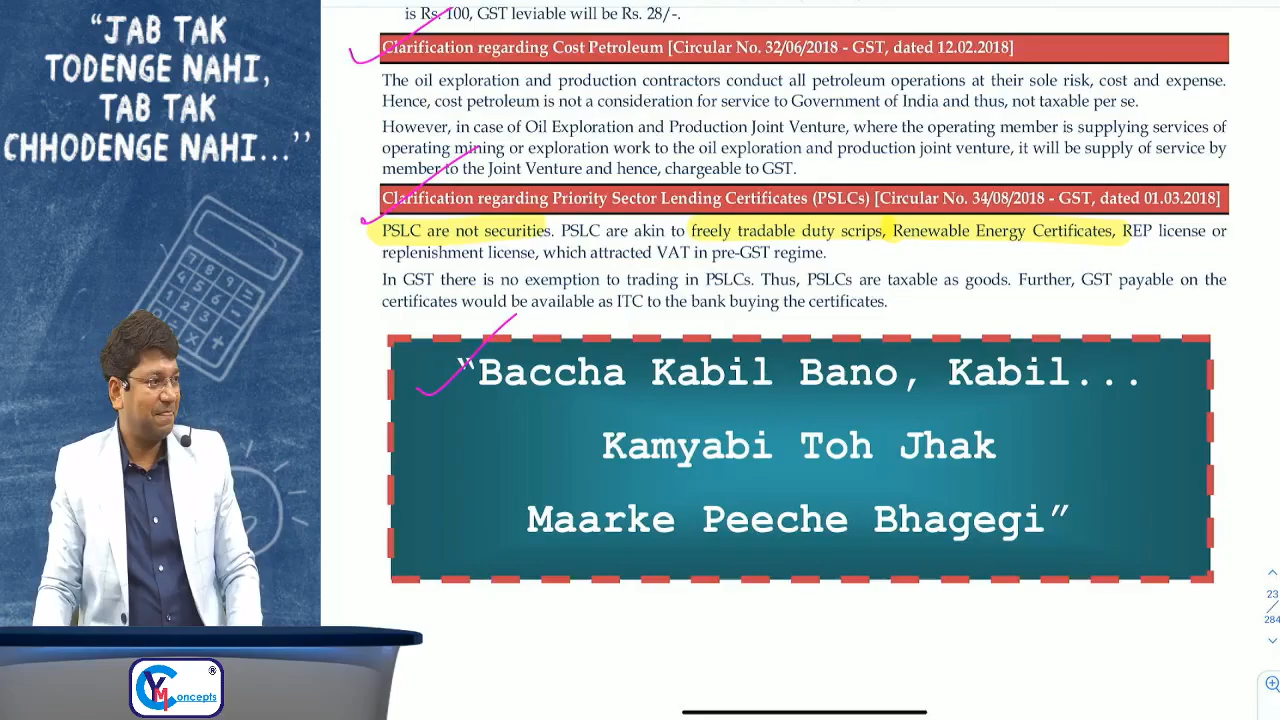 “JAB TAK
TODENGE NAHI,
TAB TAK
CHHODENGE NAHI...’’
is Rs. 100, GST leviable will be Rs. 28/-.
Clarification regarding Cost Petroleum [Circular No. 32/06/2018 - GST, dated 12.02.2018]
The oil exploration and production contractors conduct all petroleum operations at their sole risk, cost and expense.
Hence, cost petroleum is not a consideration for service to Government of India and thus, not taxable per se.
However, in case of Oil Exploration and Production Joint Venture, where the operating member is supplying services of
operating mining or exploration work to the oil exploration and production joint venture, it will be supply of service by
member to the Joint Venture and hence, chargeable to GST.
Clarification regarding Priority Sector Lending Certificates (PSLCs) [Circular No. 34/08/2018 - GST, dated 01.03.2018]
PSLC are not securities. PSLC are akin to freely tradable duty scrips, Renewable Energy Certificates, REP license or
replenishment license, which attracted VAT in pre-GST regime.
In GST there is no exemption to trading in PSLCs. Thus, PSLCs are taxable as goods. Further, GST payable on the
certificates would be available as ITC to the bank buying the certificates.
“Baccha Kabil Bano, Kabil...
Kamyabi Toh Jhak
Maarke Peeche Bhagegi”
23
284
YM Concepts ®